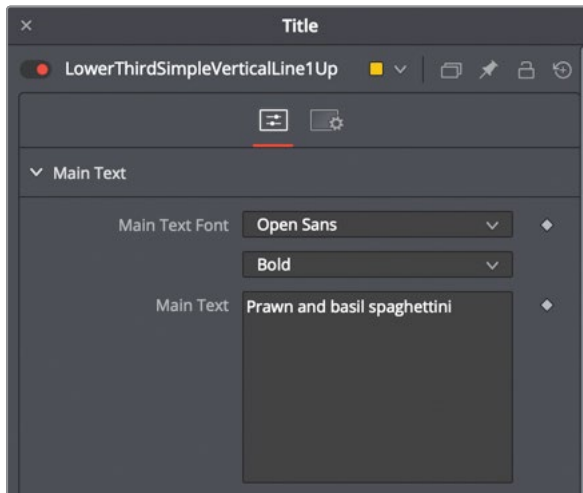 Title
LowerThirdSimpleVerticalLine1Up
Main Text
Main Text Font Open Sans
Bold
Main Text Prawn and basil spaghettini